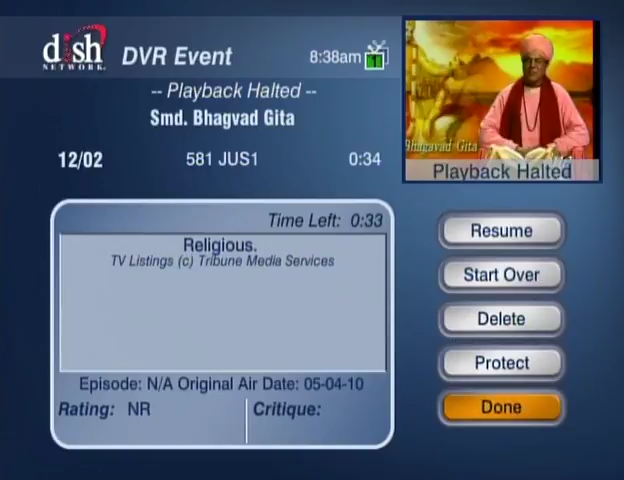 dish
NETWORK
DVR Event
8:38am
1
-- Playback Halted --
Smd. Bhagvad Gita
12/02
581 JUS1
0:34
Bhagavad Gita
Playback Halted
Time Left: 0:33
Religious.
TV Listings (c) Tribune Media Services
Episode: N/A Original Air Date: 05-04-10
Rating: NR
Critique:
Resume
Start Over
Delete
Protect
Done